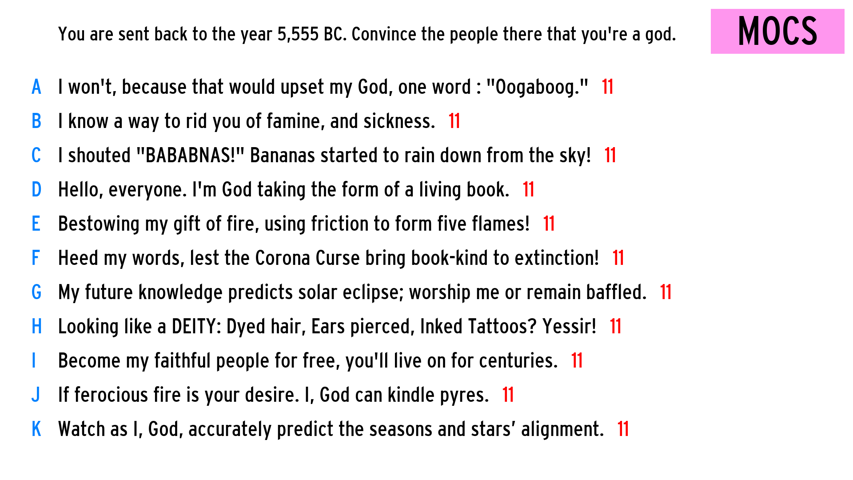 You are sent back to the year 5,555 BC. Convince the people there that you're a god.
MOCS
A I won't, because that would upset my God, one word : "Oogaboog." 11
B I know a way to rid you of famine, and sickness. 11
C I shouted "BABABNAS!" Bananas started to rain down from the sky! 11
D Hello, everyone. I'm God taking the form of a living book. 11
E Bestowing my gift of fire, using friction to form five flames! 11
F Heed my words, lest the Corona Curse bring book-kind to extinction! 11
G My future knowledge predicts solar eclipse; worship me or remain baffled. 11
H Looking like a DEITY: Dyed hair, Ears pierced, Inked Tattoos? Yessir! 11
I Become my faithful people for free, you'll live on for centuries. 11
J If ferocious fire is your desire. I, God can kindle pyres. 11
K Watch as I, God, accurately predict the seasons and stars’ alignment. 11